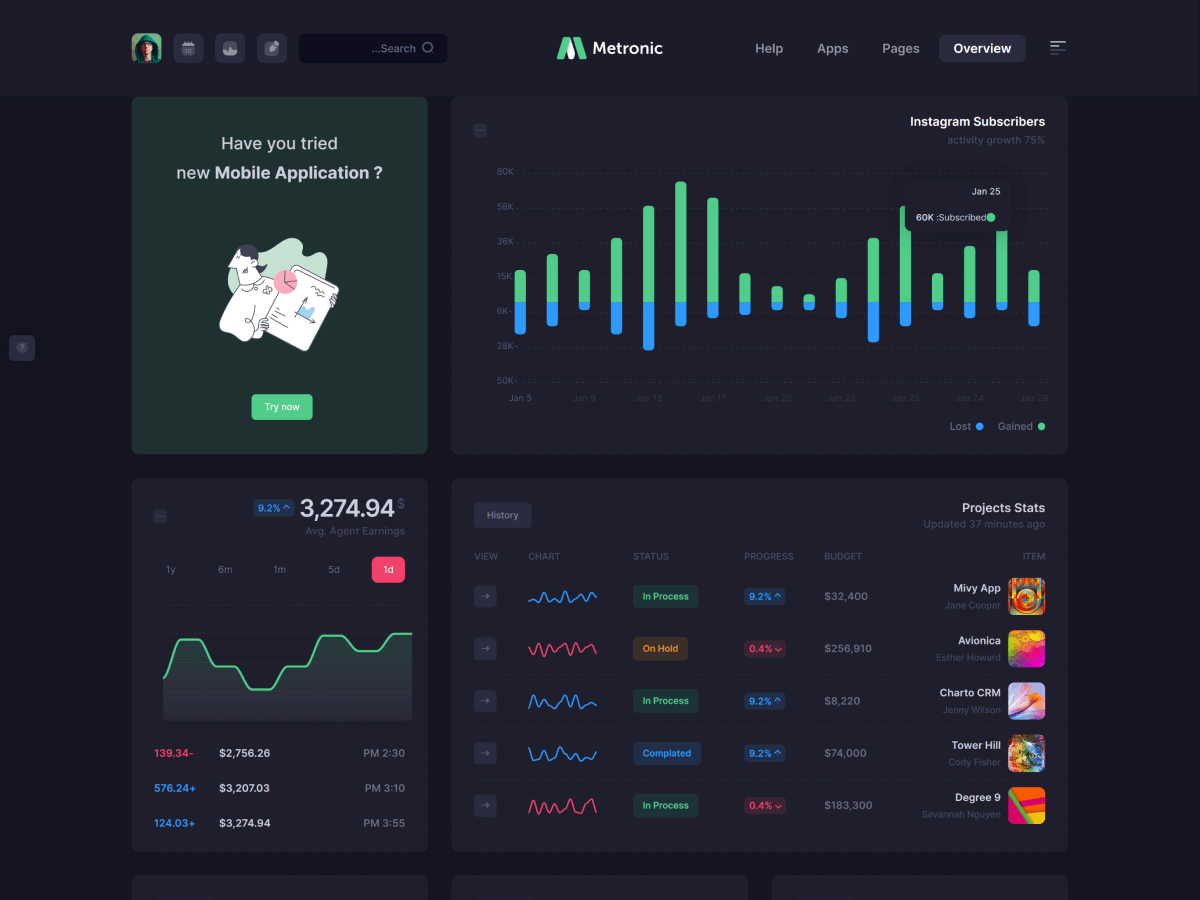 ...Search
Metronic
Help
Apps
Pages
Overview
Have you tried
new Mobile Application ?
Try now
Instagram Subscribers
activity growth 75%
60K
58K
36K
15K
6K-
28K-
50K-
Jan 25
60K :Subscribed
Jan 5
Jan 9
Jan 13
Jan 17
Jan 20
Jan 23
Jan 25
Jan 24
Jan 29
Lost
Gained
9.2% 3,274.94 $
Avg. Agent Earnings
1y
6m
1m
5d
1d
139.34- $2,756.26 PM 2:30
576.24+ $3,207.03 PM 3:10
124.03+ $3,274.94 PM 3:55
History
Projects Stats
Updated 37 minutes ago
VIEW CHART STATUS PROGRESS BUDGET ITEM
In Process 9.2% $32,400 Mivy App
Jane Cooper
On Hold 0.4% $256,910 Avionica
Esther Howard
In Process 9.2% $8,220 Charto CRM
Jenny Wilson
Complated 9.2% $74,000 Tower Hill
Cody Fisher
In Process 0.4% $183,300 Degree 9
Savannah Nguyen